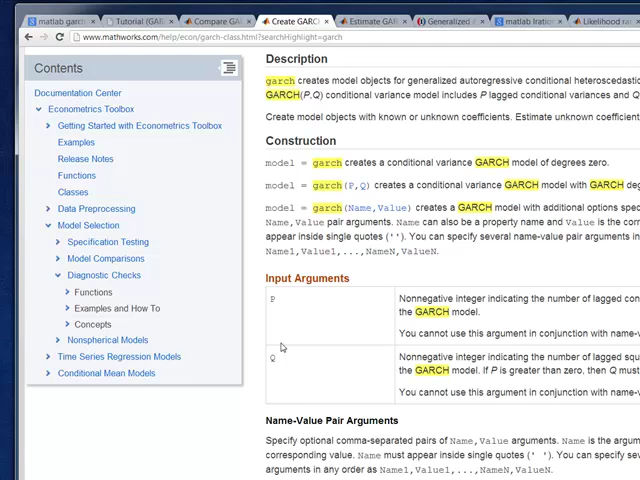 matlab garch
Tutorial (GAR
Compare GAR
Create GARC
Estimate GAR
Generalized A
matlab
Likelihood ra
www.mathworks.com/help/econ/garch-class.html?searchHighlight=garch
Contents
Documentation Center
Econometrics Toolbox
Getting Started with Econometrics Toolbox
Examples
Release Notes
Functions
Classes
Data Preprocessing
Model Selection
Specification Testing
Model Comparisons
Diagnostic Checks
Functions
Examples and How To
Concepts
Nonspherical Models
Time Series Regression Models
Conditional Mean Models
Description
garch creates model objects for generalized autoregressive conditional heteroscedasti
GARCH(P,Q) conditional variance model includes P lagged conditional variances and Q
Create model objects with known or unknown coefficients. Estimate unknown coefficient
Construction
model = garch creates a conditional variance GARCH model of degrees zero.
model = garch(P,Q) creates a conditional variance GARCH model with GARCH de
model = garch(Name,Value) creates a GARCH model with additional options spec
Name,Value pair arguments. Name can also be a property name and Value is the corr
appear inside single quotes (''). You can specify several name-value pair arguments in
Name1,Value1,...,NameN,ValueN.
Input Arguments
P
Nonnegative integer indicating the number of lagged con
the GARCH model.
You cannot use this argument in conjunction with name-v
Q
Nonnegative integer indicating the number of lagged squ
the GARCH model. If P is greater than zero, then Q mus
You cannot use this argument in conjunction with name-v
Name-Value Pair Arguments
Specify optional comma-separated pairs of Name,Value arguments. Name is the argum
corresponding value. Name must appear inside single quotes (' '). You can specify seve
arguments in any order as Name1,Value1,...,NameN,ValueN.